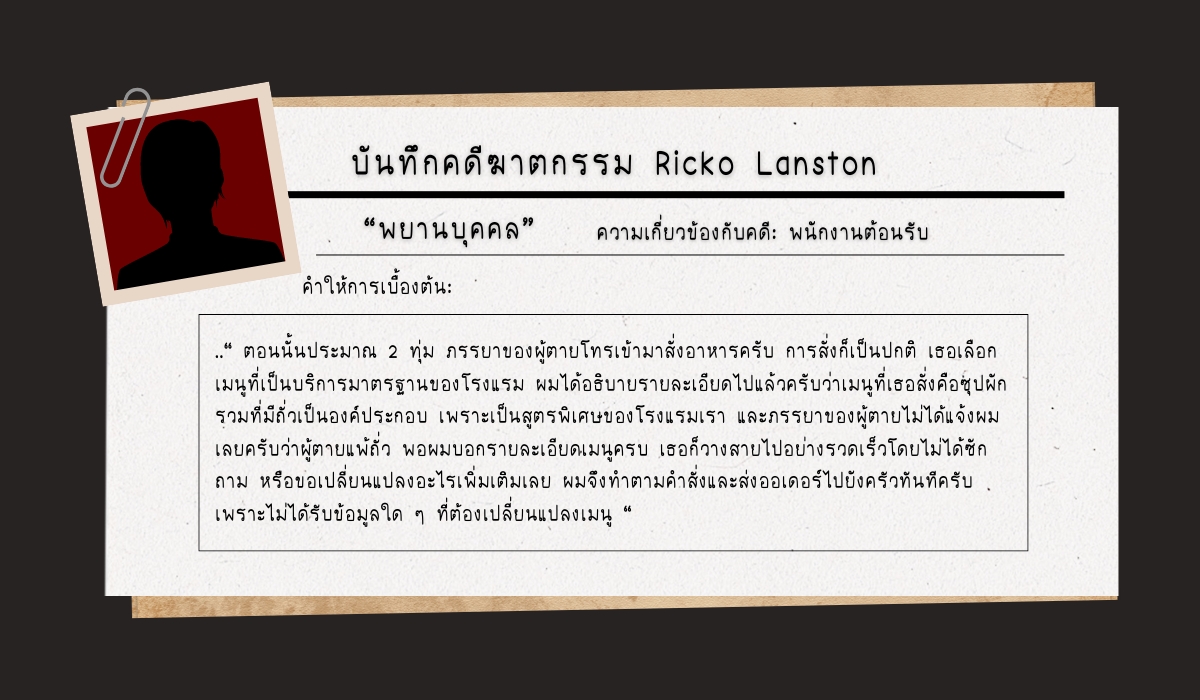 บันทึกคดีฆาตกรรม Ricko Lanston
“พยานบุคคล” ความเกี่ยวข้องกับคดี: พนักงานต้อนรับ
คำให้การเบื้องต้น:
..“ ตอนนั้นประมาณ 2 ทุ่ม ภรรยาของผู้ตายโทรเข้ามาสั่งอาหารครับ การสั่งก็เป็นปกติ เธอเลือก
เมนูที่เป็นบริการมาตรฐานของโรงแรม ผมได้อธิบายรายละเอียดไปแล้วครับว่าเมนูที่เธอสั่งคือซุปผัก
รวมที่มีถั่วเป็นองค์ประกอบ เพราะเป็นสูตรพิเศษของโรงแรมเรา และภรรยาของผู้ตายไม่ได้แจ้งผม
เลยครับว่าผู้ตายแพ้ถั่ว พอผมบอกรายละเอียดเมนูครบ เธอก็วางสายไปอย่างรวดเร็วโดยไม่ได้ซัก
ถาม หรือขอเปลี่ยนแปลงอะไรเพิ่มเติมเลย ผมจึงทำตามคำสั่งและส่งออเดอร์ไปยังครัวทันทีครับ
เพราะไม่ได้รับข้อมูลใด ๆ ที่ต้องเปลี่ยนแปลงเมนู “